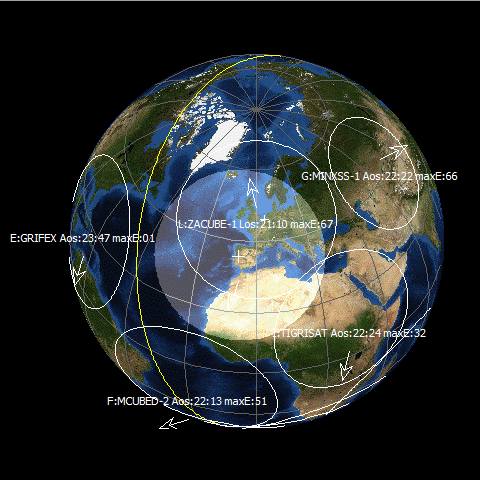 G:MINXSS-1 Aos:22:22 maxE:66
L:ZACUBE-1 Los:21:10 maxE:67
E:GRIFEX Aos:23:47 maxE:01
:TIGRISAT Aos:22:24 maxE:32
F:MCUBED-2 Aos:22:13 maxE:51